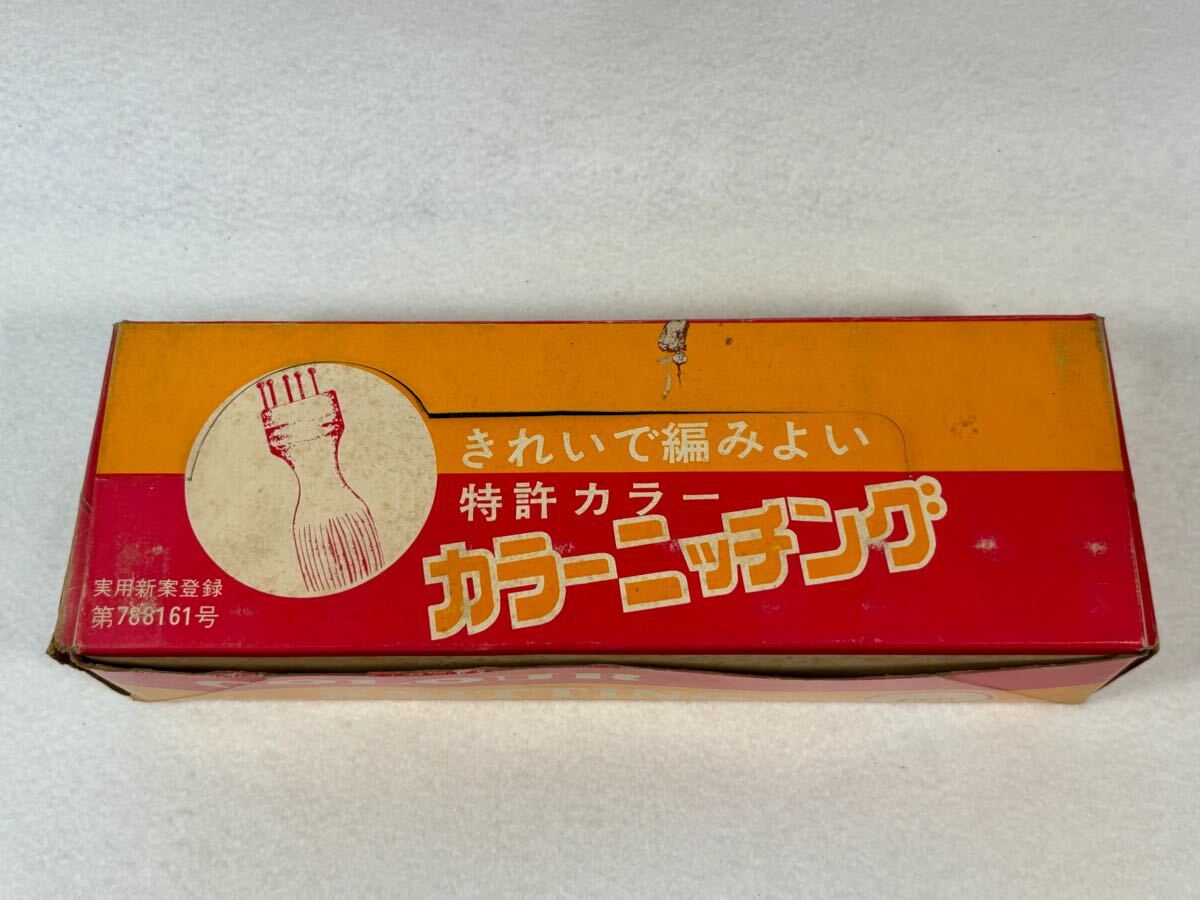 ®
きれいで編みよい
特許カラー
カラーニッチング
実用新案登録
第788161号
COLOUR